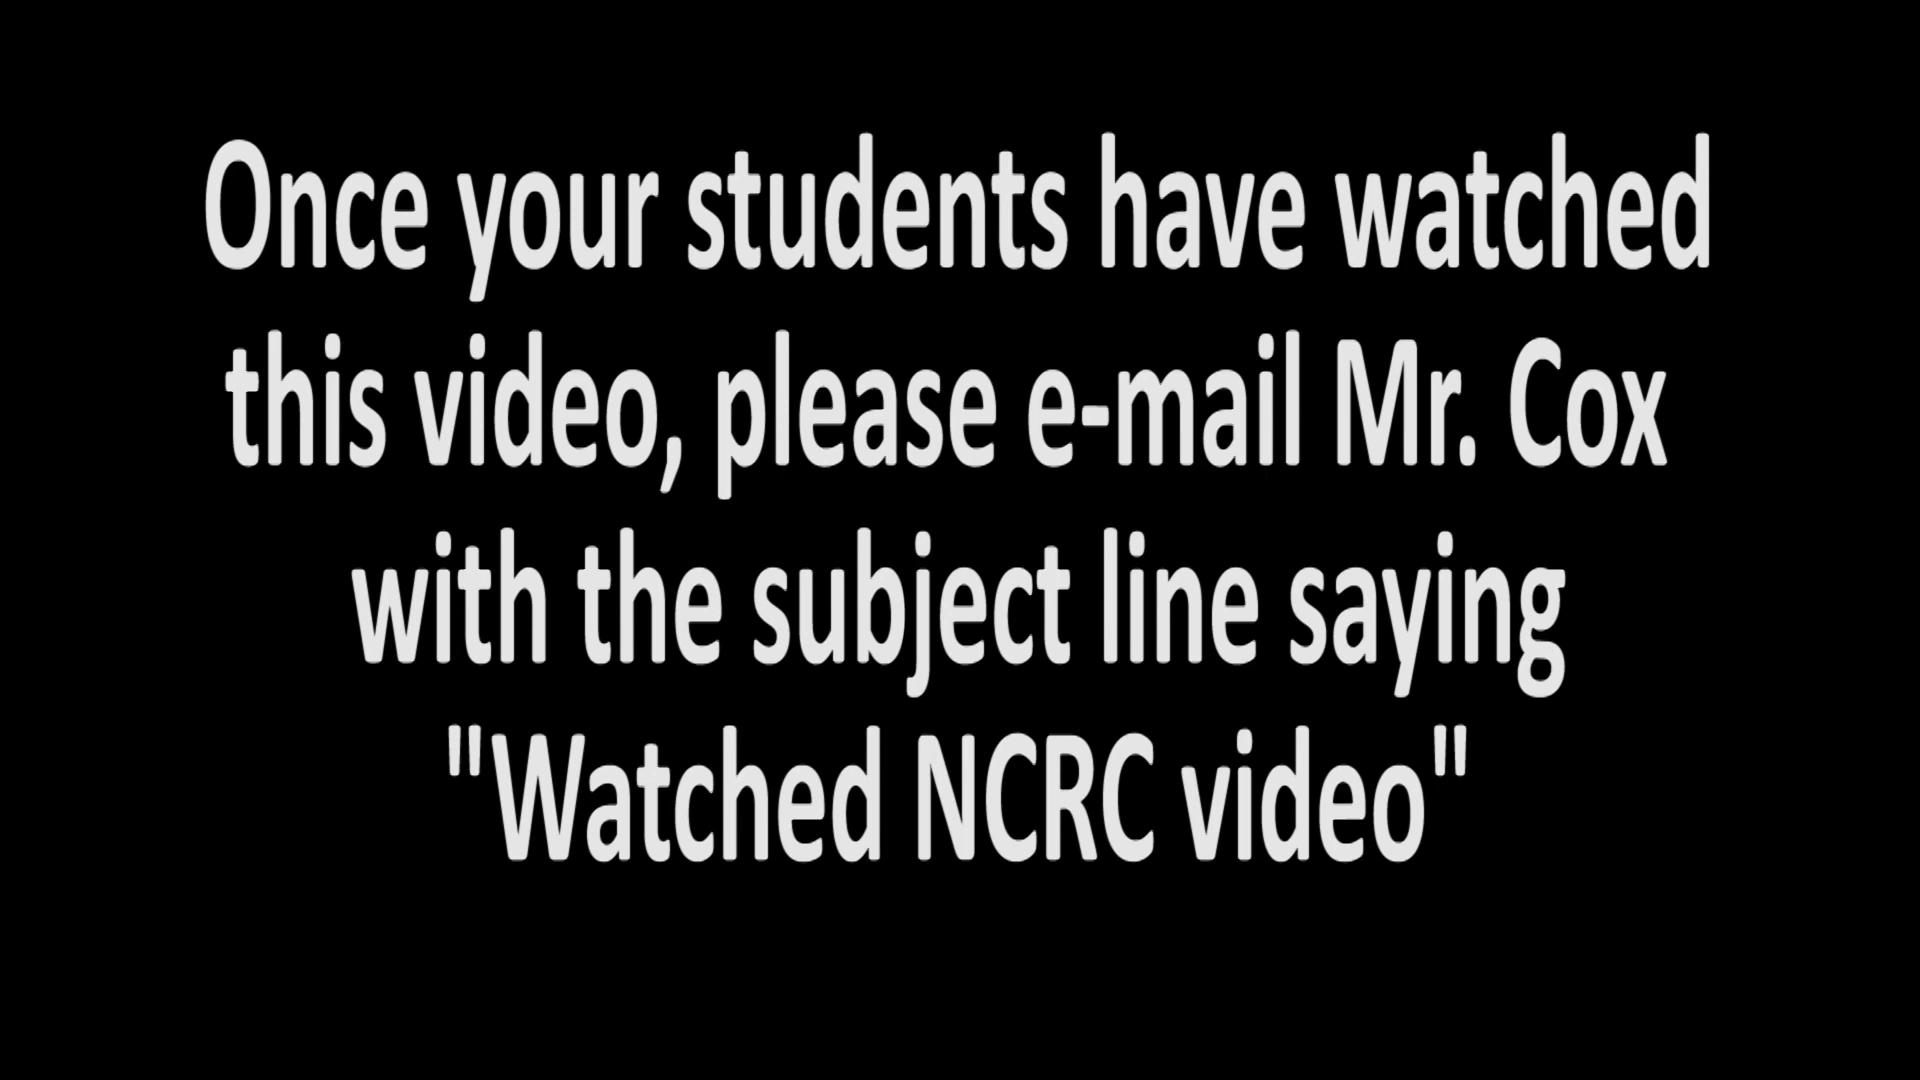 Once your students have watched
this video, please e-mail Mr. Cox
with the subject line saying
"Watched NCRC video"